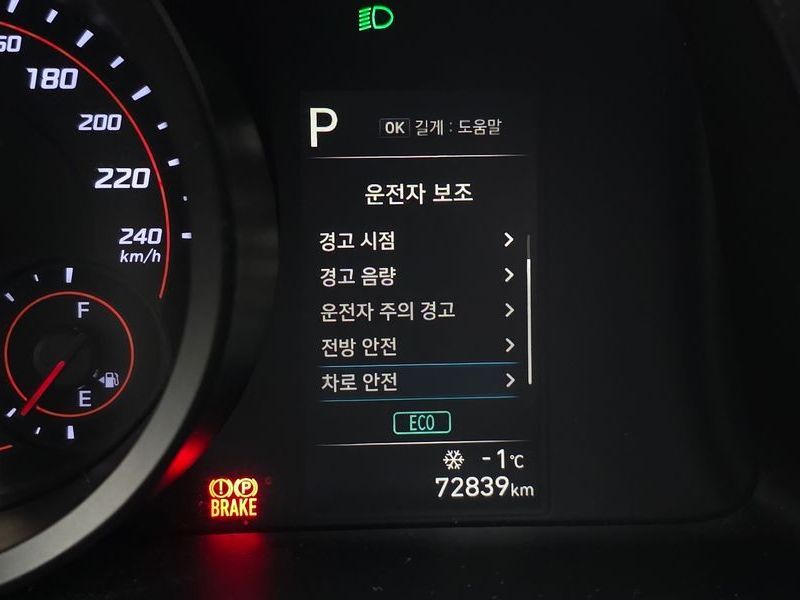 180
200
220
240
km/h
F
E
P
OK 길게 : 도움말
운전자 보조
경고 시점
경고 음량
운전자 주의 경고
전방 안전
차로 안전
ECO
-1℃
72839km
P
BRAKE